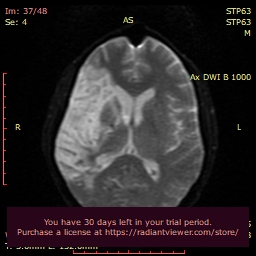 Im: 37/48
Se: 4
AS
STP63
STP63
M
Ax DWI B 1000
R
L
You have 30 days left in your trial period.
Purchase a license at https://radiantviewer.com/store/